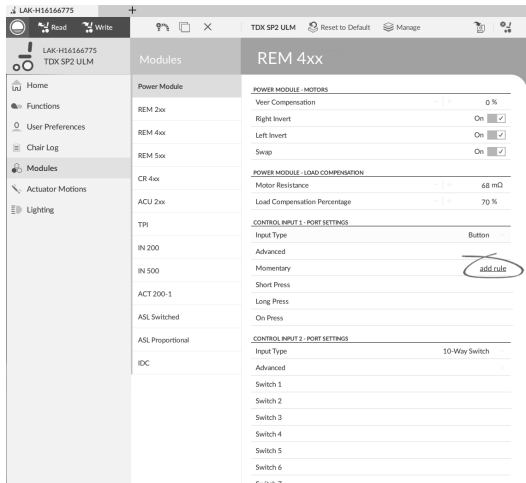 LAK-H16166775
Read
Write
TDX SP2 ULM
Reset to Default
Manage
LAK-H16166775
TDX SP2 ULM
Modules
REM 4xx
Home
Functions
User Preferences
Chair Log
Modules
Actuator Motions
Lighting
Power Module
REM 2xx
REM 4xx
REM 5xx
CR 4xx
ACU 2xx
TPI
IN 200
IN 500
ACT 200-1
ASL Switched
ASL Proportional
IDC
POWER MODULE - MOTORS
Veer Compensation - + 0 %
Right Invert On
Left Invert On
Swap On
POWER MODULE - LOAD COMPENSATION
Motor Resistance - + 68 mΩ
Load Compensation Percentage - + 70 %
CONTROL INPUT 1 - PORT SETTINGS
Input Type Button
Advanced
Momentary add rule
Short Press
Long Press
On Press
CONTROL INPUT 2 - PORT SETTINGS
Input Type 10-Way Switch
Advanced
Switch 1
Switch 2
Switch 3
Switch 4
Switch 5
Switch 6